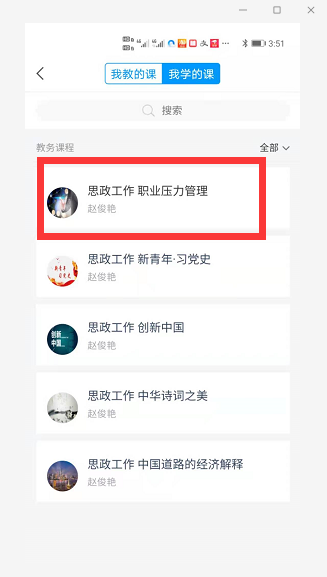 3:51
我教的课 我学的课
搜索
教务课程 全部
思政工作 职业压力管理
赵俊艳
思政工作 新青年·习党史
赵俊艳
思政工作 创新中国
赵俊艳
思政工作 中华诗词之美
赵俊艳
思政工作 中国道路的经济解释
赵俊艳